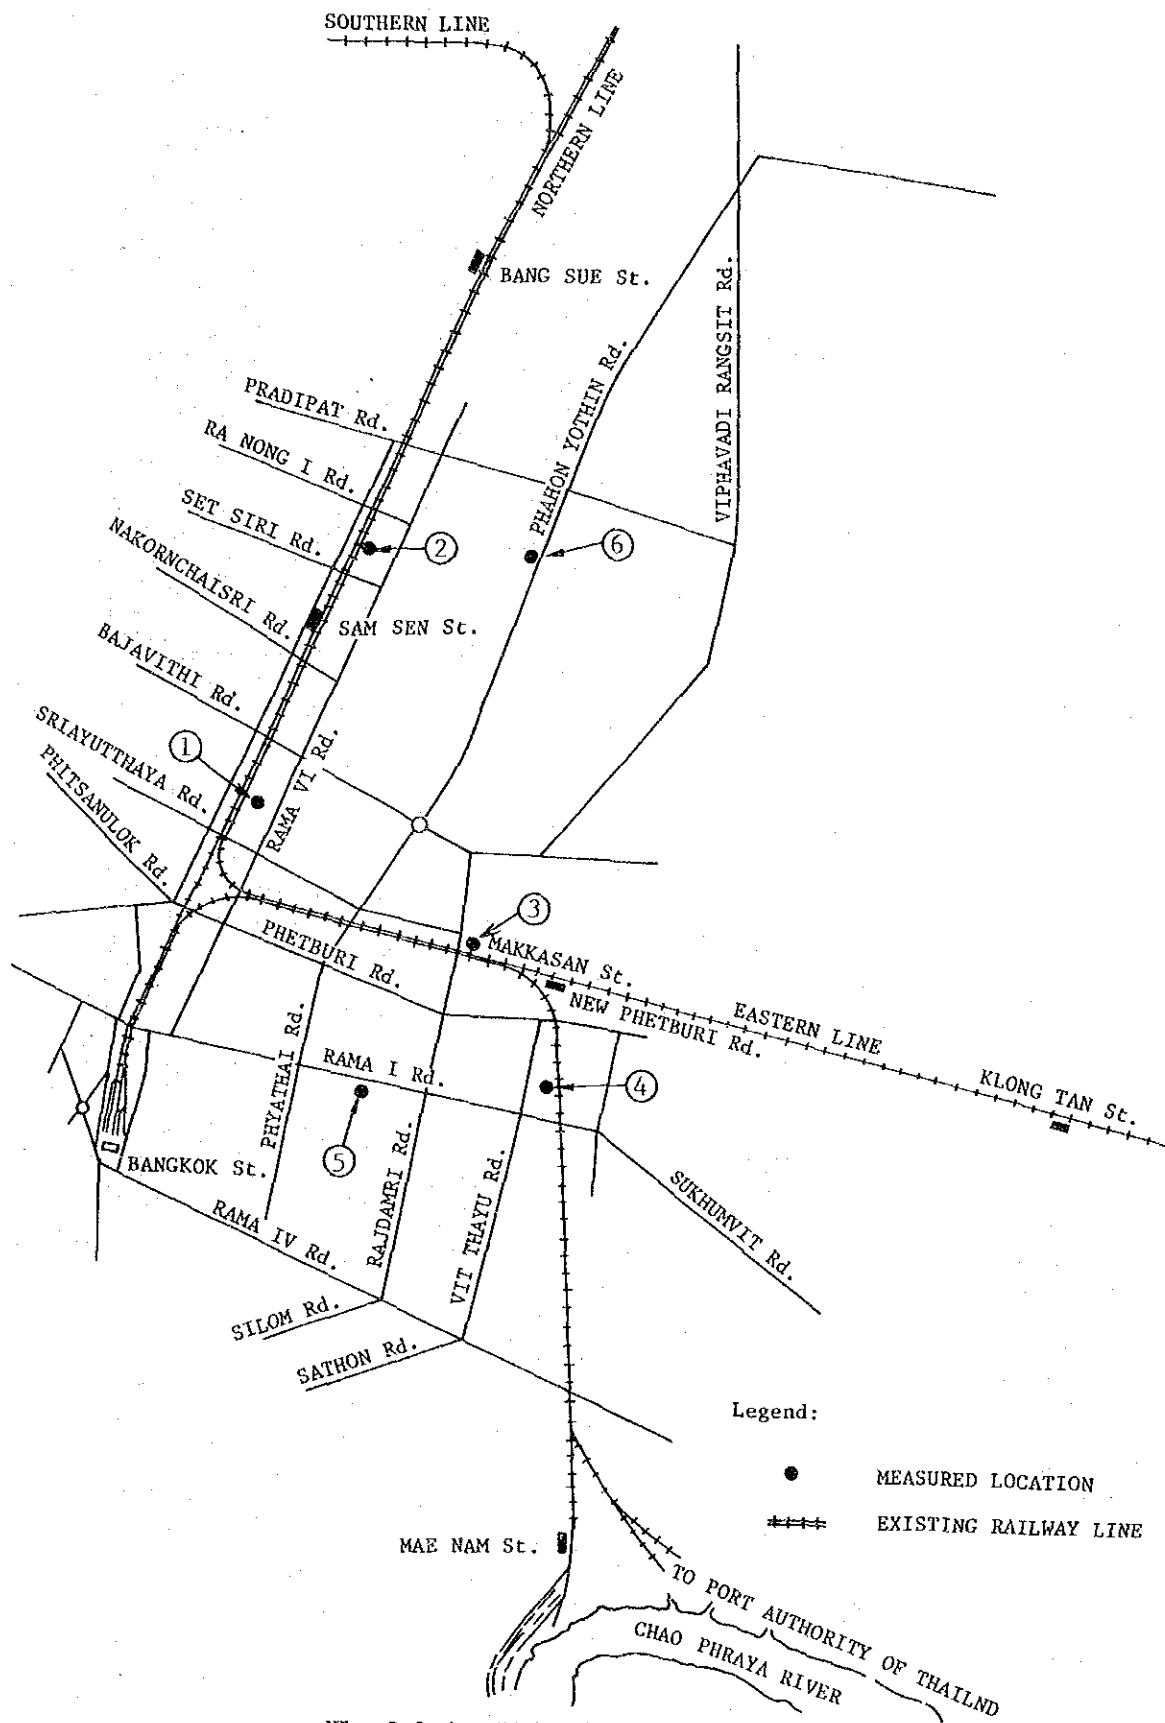 SOUTHERN LINE
NORTHERN LINE
BANG SUE St.
VIPHAVADI RANGSIT Rd.
PHAHON YOTHIN Rd.
PRADIPAT Rd.
RA NONG I Rd.
SET SIRI Rd.
2
6
NAKORNCHAISRI Rd.
SAM SEN St.
BAJAVITHI Rd.
SRIAYUTTHAYA Rd.
1
RAMA VI Rd.
PHITSANULOK Rd.
3
PHETBURI Rd.
MAKKASAN St.
NEW PHETBURI Rd.
EASTERN LINE
KLONG TAN St.
PHYATHAI Rd.
RAMA I Rd.
4
5
BANGKOK St.
RAJDAMRI Rd.
VIT THAYU Rd.
SUKHUMVIT Rd.
RAMA IV Rd.
SILOM Rd.
SATHON Rd.
Legend:
MEASURED LOCATION
EXISTING RAILWAY LINE
MAE NAM St.
TO PORT AUTHORITY OF THAILND
CHAO PHRAYA RIVER